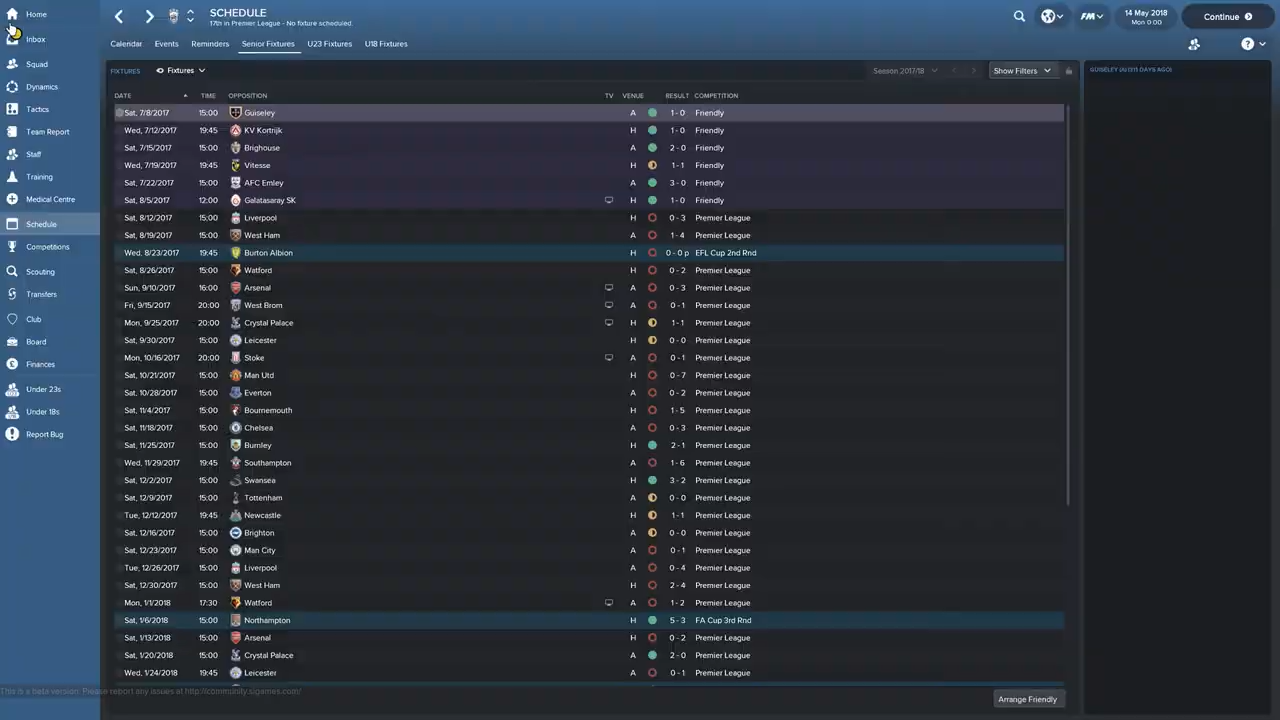 Home
Inbox
Squad
Dynamics
Tactics
Team Report
Staff
Training
Medical Centre
Schedule
Competitions
Scouting
Transfers
Club
Board
Finances
Under 23s
Under 18s
Report Bug
SCHEDULE
17th in Premier League - No fixture scheduled.
FM
14 May 2018
Mon 0:00
Continue
Calendar Events Reminders Senior Fixtures U23 Fixtures U18 Fixtures
?
FIXTURES Fixtures Season 2017/18 Show Filters
DATE TIME OPPOSITION TV VENUE RESULT COMPETITION
Sat, 7/8/2017 15:00 Guiseley A 1 - 0 Friendly
Wed, 7/12/2017 19:45 KV Kortrijk H 1 - 0 Friendly
Sat, 7/15/2017 15:00 Brighouse A 2 - 0 Friendly
Wed, 7/19/2017 19:45 Vitesse H 1 - 1 Friendly
Sat, 7/22/2017 15:00 AFC Emley A 3 - 0 Friendly
Sat, 8/5/2017 12:00 Galatasaray SK H 1 - 0 Friendly
Sat, 8/12/2017 15:00 Liverpool H 0 - 3 Premier League
Sat, 8/19/2017 15:00 West Ham A 1 - 4 Premier League
Wed, 8/23/2017 19:45 Burton Albion H 0 - 0 p EFL Cup 2nd Rnd
Sat, 8/26/2017 15:00 Watford H 0 - 2 Premier League
Sun, 9/10/2017 16:00 Arsenal A 0 - 3 Premier League
Fri, 9/15/2017 20:00 West Brom A 0 - 1 Premier League
Mon, 9/25/2017 20:00 Crystal Palace H 1 - 1 Premier League
Sat, 9/30/2017 15:00 Leicester H 0 - 0 Premier League
Mon, 10/16/2017 20:00 Stoke A 0 - 1 Premier League
Sat, 10/21/2017 15:00 Man Utd H 0 - 7 Premier League
Sat, 10/28/2017 15:00 Everton A 0 - 2 Premier League
Sat, 11/4/2017 15:00 Bournemouth H 1 - 5 Premier League
Sat, 11/18/2017 15:00 Chelsea A 0 - 3 Premier League
Sat, 11/25/2017 15:00 Burnley H 2 - 1 Premier League
Wed, 11/29/2017 19:45 Southampton A 1 - 6 Premier League
Sat, 12/2/2017 15:00 Swansea H 3 - 2 Premier League
Sat, 12/9/2017 15:00 Tottenham A 0 - 0 Premier League
Tue, 12/12/2017 19:45 Newcastle H 1 - 1 Premier League
Sat, 12/16/2017 15:00 Brighton A 0 - 0 Premier League
Sat, 12/23/2017 15:00 Man City A 0 - 1 Premier League
Tue, 12/26/2017 15:00 Liverpool A 0 - 4 Premier League
Sat, 12/30/2017 15:00 West Ham H 2 - 4 Premier League
Mon, 1/1/2018 17:30 Watford A 1 - 2 Premier League
Sat, 1/6/2018 15:00 Northampton H 5 - 3 FA Cup 3rd Rnd
Sat, 1/13/2018 15:00 Arsenal H 0 - 2 Premier League
Sat, 1/20/2018 15:00 Crystal Palace A 2 - 0 Premier League
Wed, 1/24/2018 19:45 Leicester A 0 - 1 Premier League
This is a beta version. Please report any issues at http://community.sigames.com/
Arrange Friendly